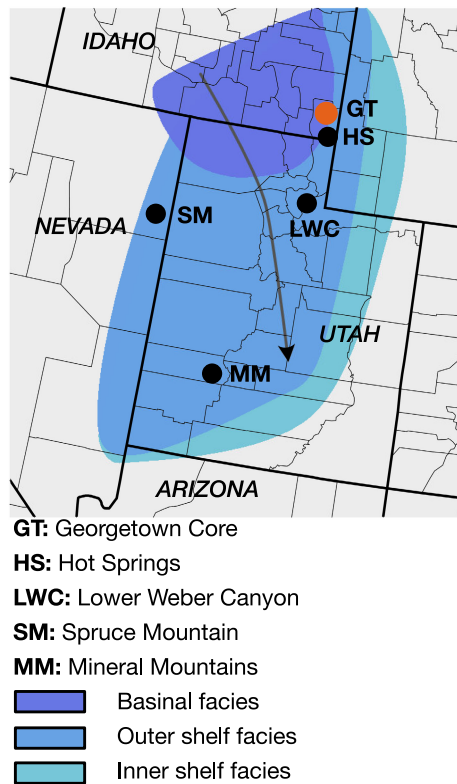 IDAHO
GT
HS
NEVADA
SM
LWC
UTAH
MM
ARIZONA
GT: Georgetown Core
HS: Hot Springs
LWC: Lower Weber Canyon
SM: Spruce Mountain
MM: Mineral Mountains
Basinal facies
Outer shelf facies
Inner shelf facies